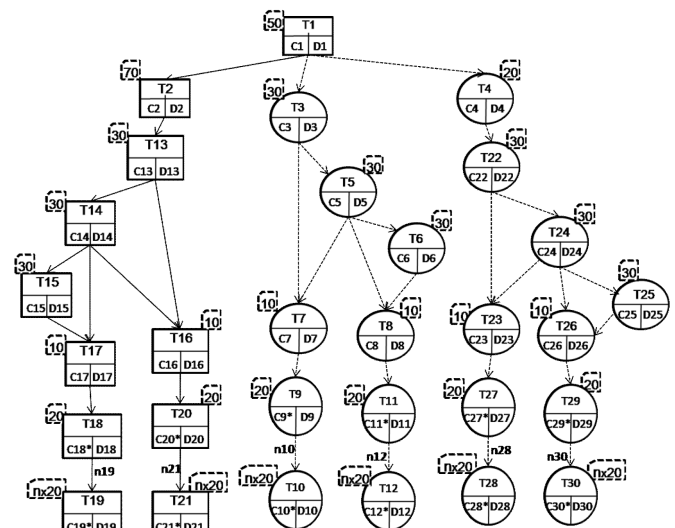 50
T1
C1 D1
70
T2
C2 D2
30
T3
C3 D3
20
T4
C4 D4
30
T13
C13 D13
30
T22
C22 D22
30
T5
C5 D5
30
T14
C14 D14
30
T6
C6 D6
30
T24
C24 D24
30
T15
C15 D15
30
T25
C25 D25
10
T17
C17 D17
10
T16
C16 D16
10
T7
C7 D7
10
T8
C8 D8
10
T23
C23 D23
10
T26
C26 D26
20
T18
C18* D18
20
T20
C20* D20
20
T9
C9* D9
20
T11
C11* D11
20
T27
C27* D27
20
T29
C29* D29
n19
n21
n10
n12
n28
n30
nx20
T19
C19* D19
nx20
T21
C21* D21
nx20
T10
C10* D10
nx20
T12
C12* D12
nx20
T28
C28* D28
nx20
T30
C30* D30